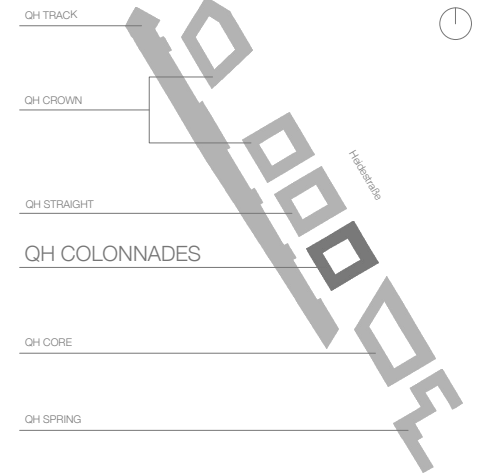 QH TRACK
QH CROWN
Heidestraße
QH STRAIGHT
QH COLONNADES
QH CORE
QH SPRING